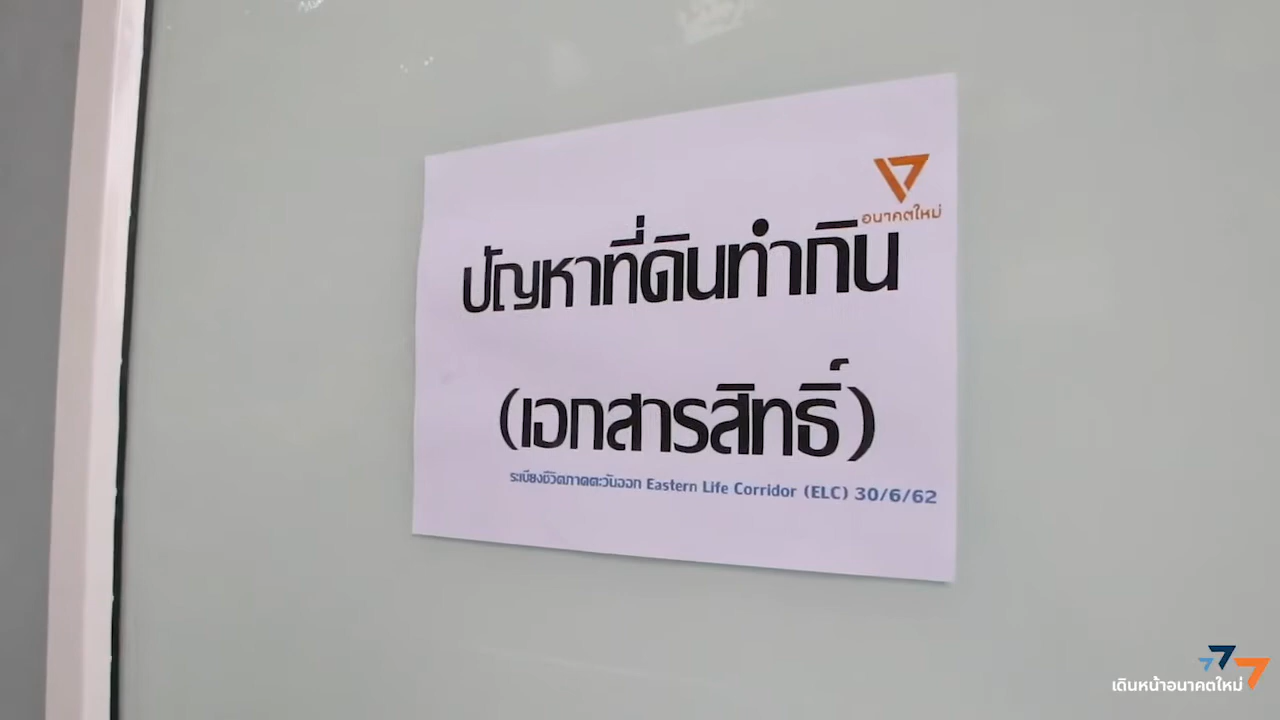 อนาคตใหม่
ปัญหาที่ดินทำกิน
(เอกสารสิทธิ์)
ระเบียงชีวิตภาคตะวันออก Eastern Life Corridor (ELC) 30/6/62
เดินหน้าอนาคตใหม่